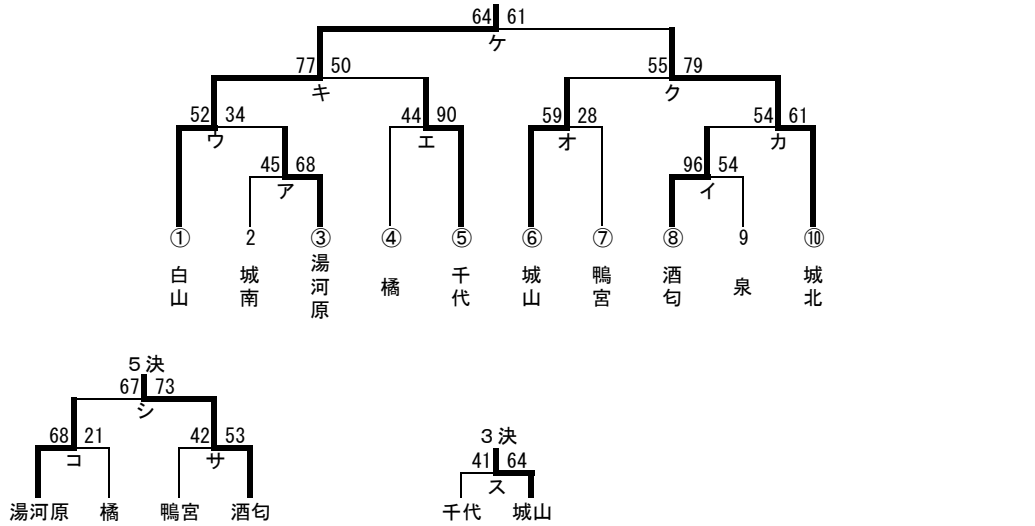 64 61
ケ
77 50
キ
55 79
ク
52 34
ウ
44 90
エ
59 28
オ
54 61
カ
45 68
ア
96 54
イ
① 2 ③ ④ ⑤ ⑥ ⑦ ⑧ 9 ⑩
白山
城南
湯河原
橘
千代
城山
鴨宮
酒匂
泉
城北
５決
67 73
シ
68 21
コ
42 53
サ
湯河原 橘 鴨宮 酒匂
３決
41 64
ス
千代 城山